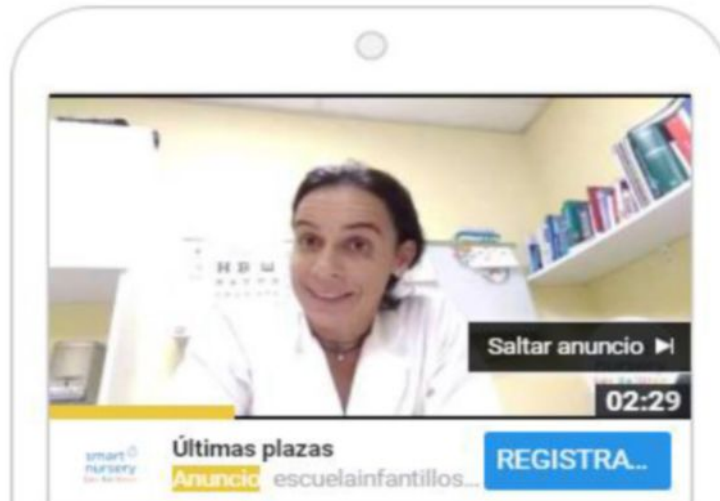 Saltar anuncio
02:29
smart
nursery
Últimas plazas
REGISTRA...
Anuncio escuelainfantillos...